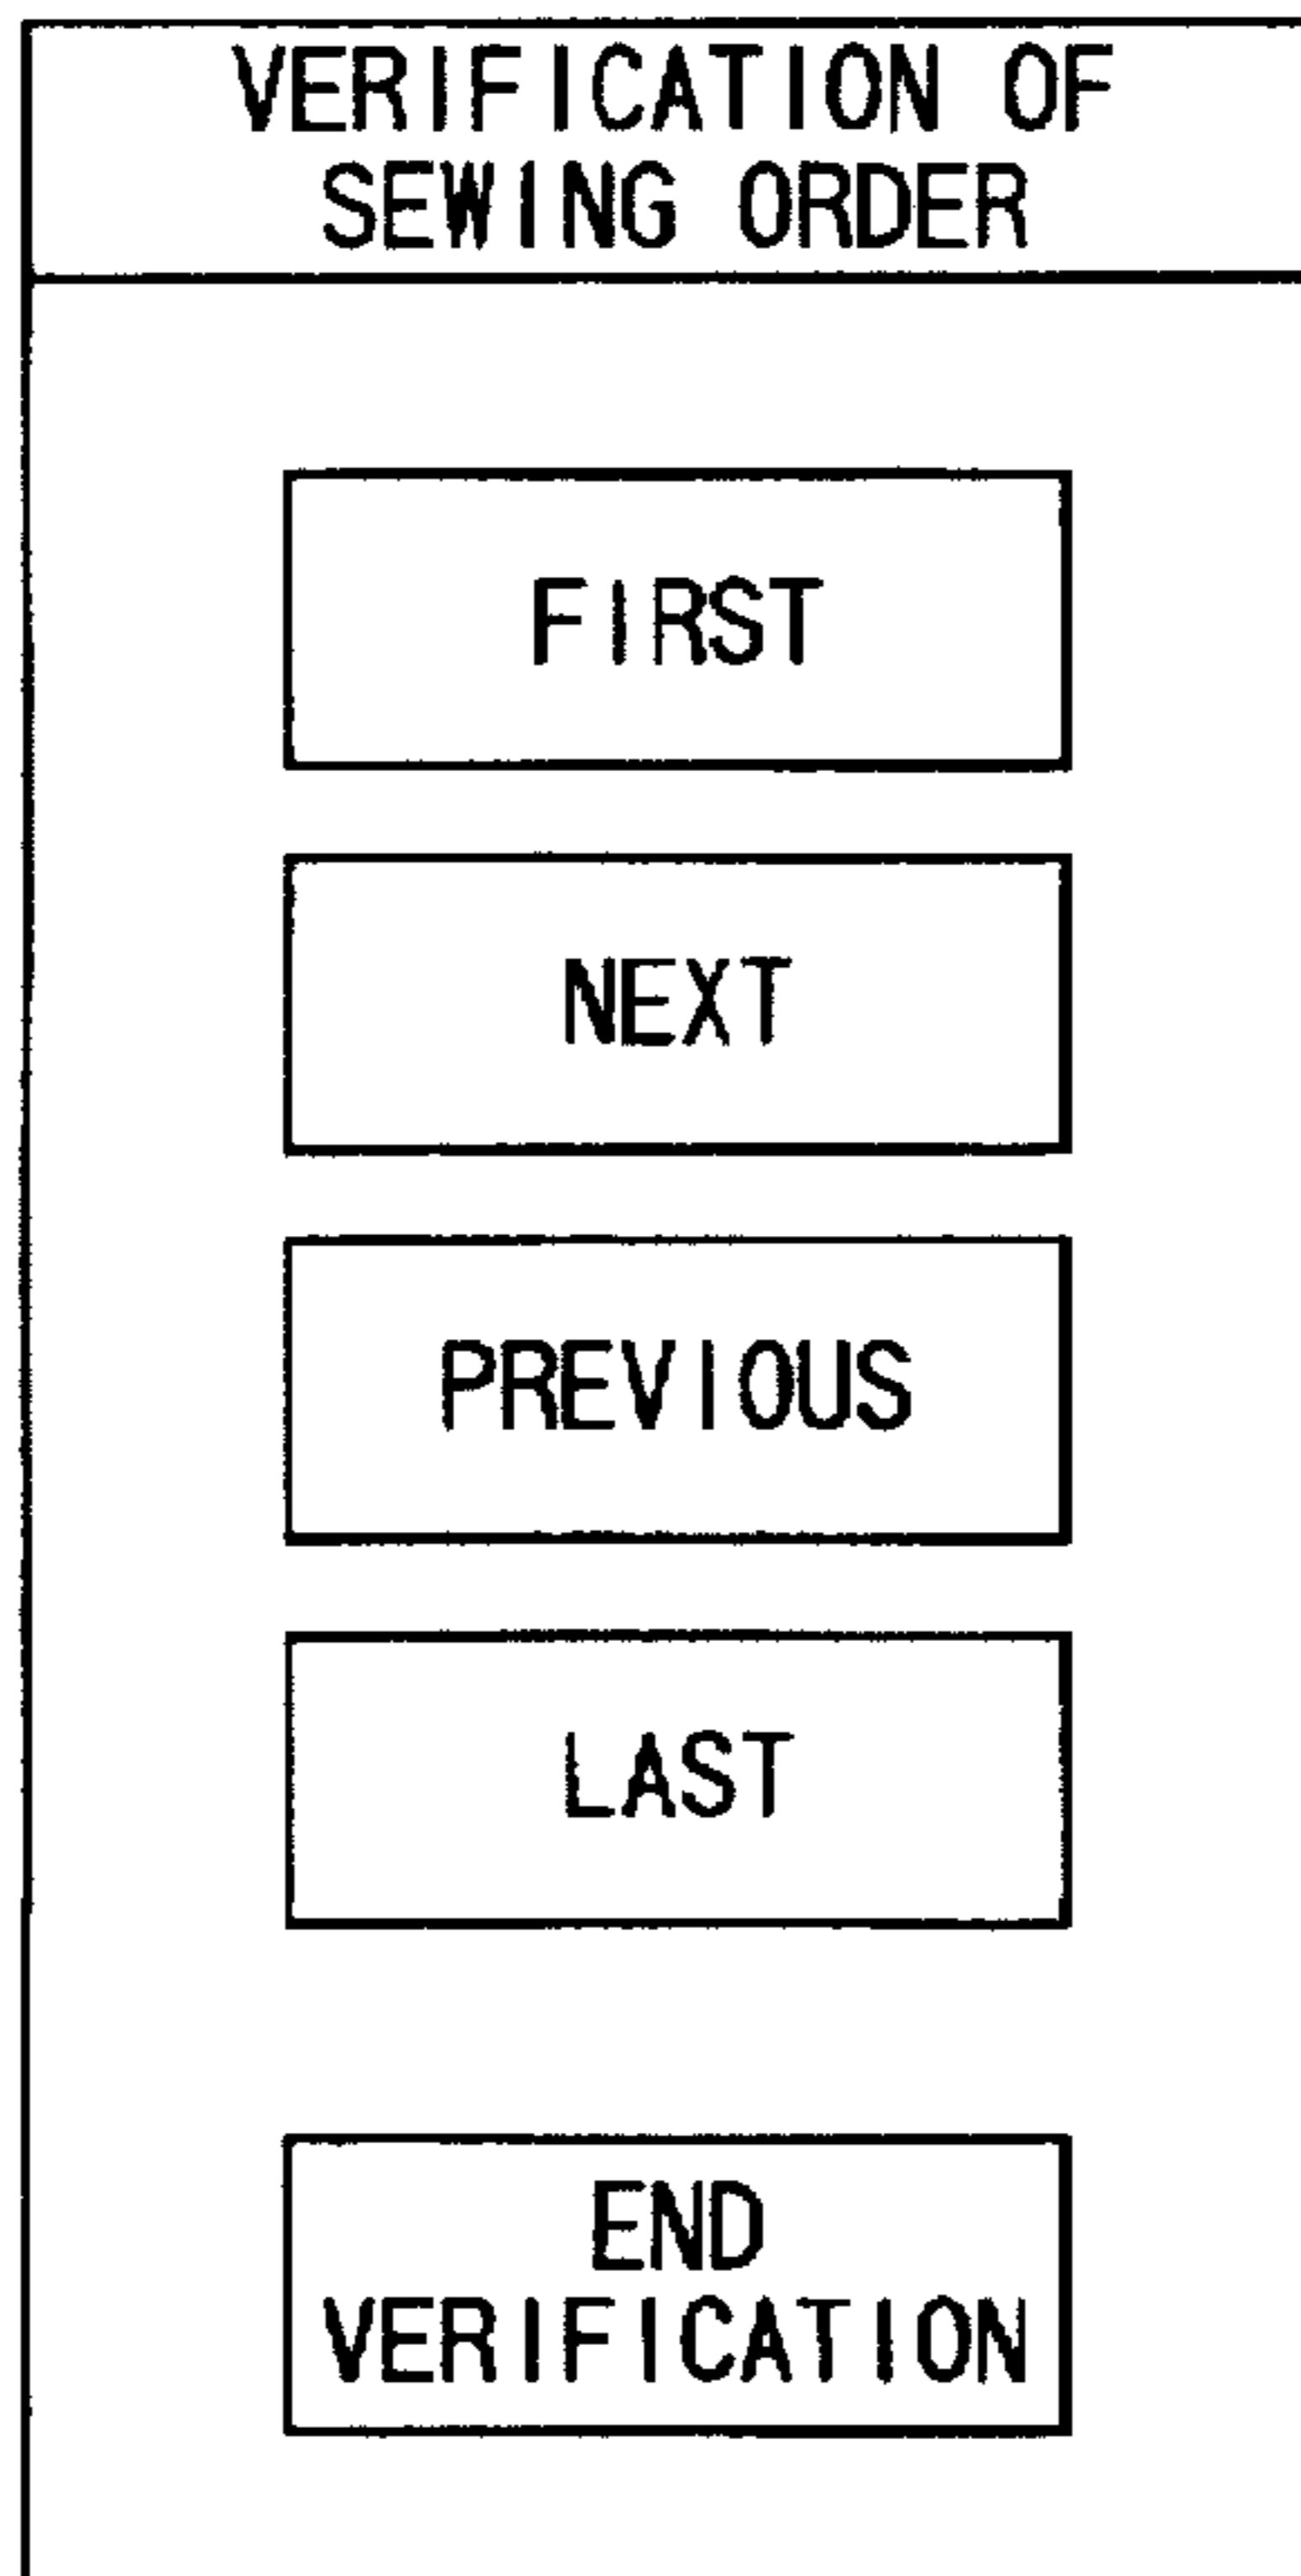 VERIFICATION OF
SEWING ORDER
FIRST
NEXT
PREVIOUS
LAST
END
VERIFICATION